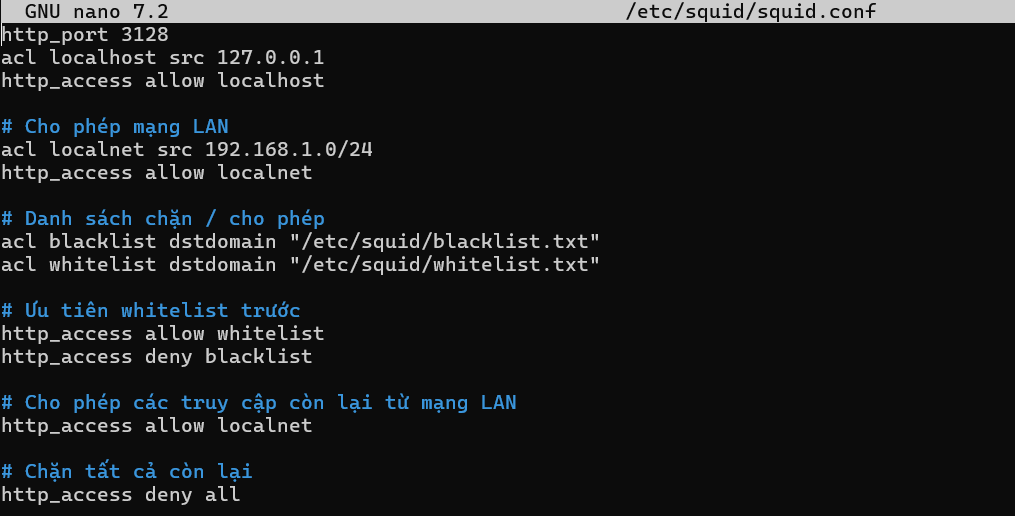 GNU nano 7.2 /etc/squid/squid.conf
http_port 3128
acl localhost src 127.0.0.1
http_access allow localhost
# Cho phép mạng LAN
acl localnet src 192.168.1.0/24
http_access allow localnet
# Danh sách chặn / cho phép
acl blacklist dstdomain "/etc/squid/blacklist.txt"
acl whitelist dstdomain "/etc/squid/whitelist.txt"
# Ưu tiên whitelist trước
http_access allow whitelist
http_access deny blacklist
# Cho phép các truy cập còn lại từ mạng LAN
http_access allow localnet
# Chặn tất cả còn lại
http_access deny all